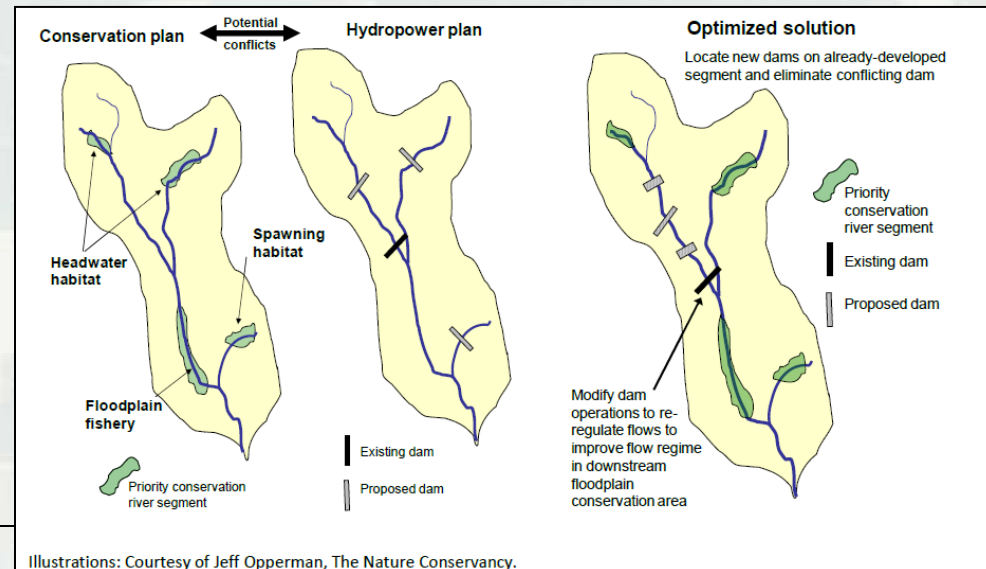 Conservation plan
Potential
conflicts
Hydropower plan
Headwater
habitat
Spawning
habitat
Floodplain
fishery
Priority conservation
river segment
Existing dam
Proposed dam
Optimized solution
Locate new dams on already-developed
segment and eliminate conflicting dam
Priority
conservation
river segment
Existing dam
Proposed dam
Modify dam
operations to re-
regulate flows to
improve flow regime
in downstream
floodplain
conservation area
Illustrations: Courtesy of Jeff Opperman, The Nature Conservancy.